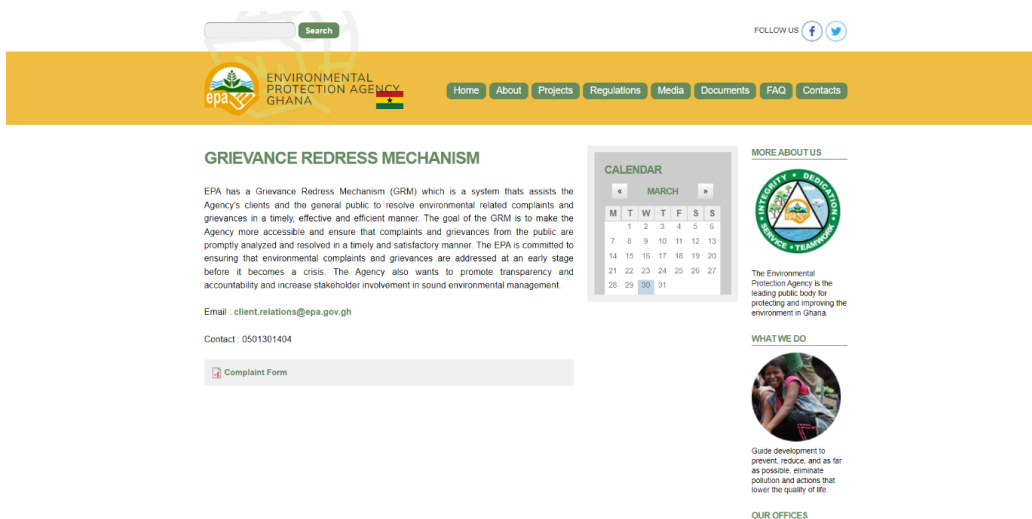 Search
FOLLOW US
epa
ENVIRONMENTAL
PROTECTION AGENCY
GHANA
Home About Projects Regulations Media Documents FAQ Contacts
GRIEVANCE REDRESS MECHANISM
EPA has a Grievance Redress Mechanism (GRM) which is a system thats assists the
Agency's clients and the general public to resolve environmental related complaints and
grievances in a timely, effective and efficient manner. The goal of the GRM is to make the
Agency more accessible and ensure that complaints and grievances from the public are
promptly analyzed and resolved in a timely and satisfactory manner. The EPA is committed to
ensuring that environmental complaints and grievances are addressed at an early stage
before it becomes a crisis. The Agency also wants to promote transparency and
accountability and increase stakeholder involvement in sound environmental management.
Email : client.relations@epa.gov.gh
Contact : 0501301404
Complaint Form
CALENDAR
« MARCH »
M T W T F S S
1 2 3 4 5 6
7 8 9 10 11 12 13
14 15 16 17 18 19 20
21 22 23 24 25 26 27
28 29 30 31
MORE ABOUT US
INTEGRITY • DEDICATION • SERVICE • TEAMWORK
The Environmental
Protection Agency is the
leading public body for
protecting and improving the
environment in Ghana.
WHAT WE DO
Guide development to
prevent, reduce, and as far
as possible, eliminate
pollution and actions that
lower the quality of life.
OUR OFFICES